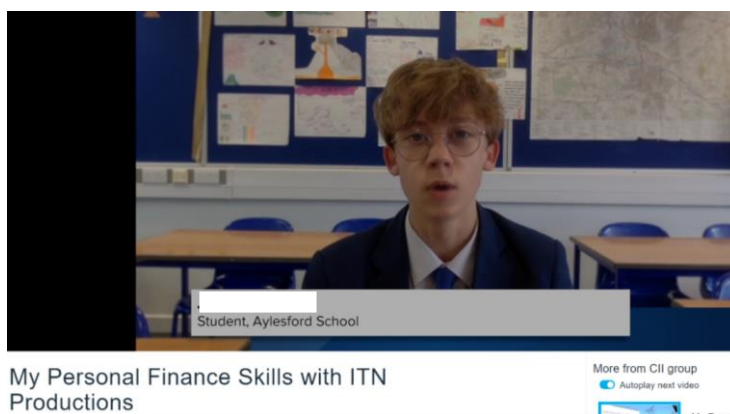 Student, Aylesford School
My Personal Finance Skills with ITN
Productions
More from CII group
Autoplay next video